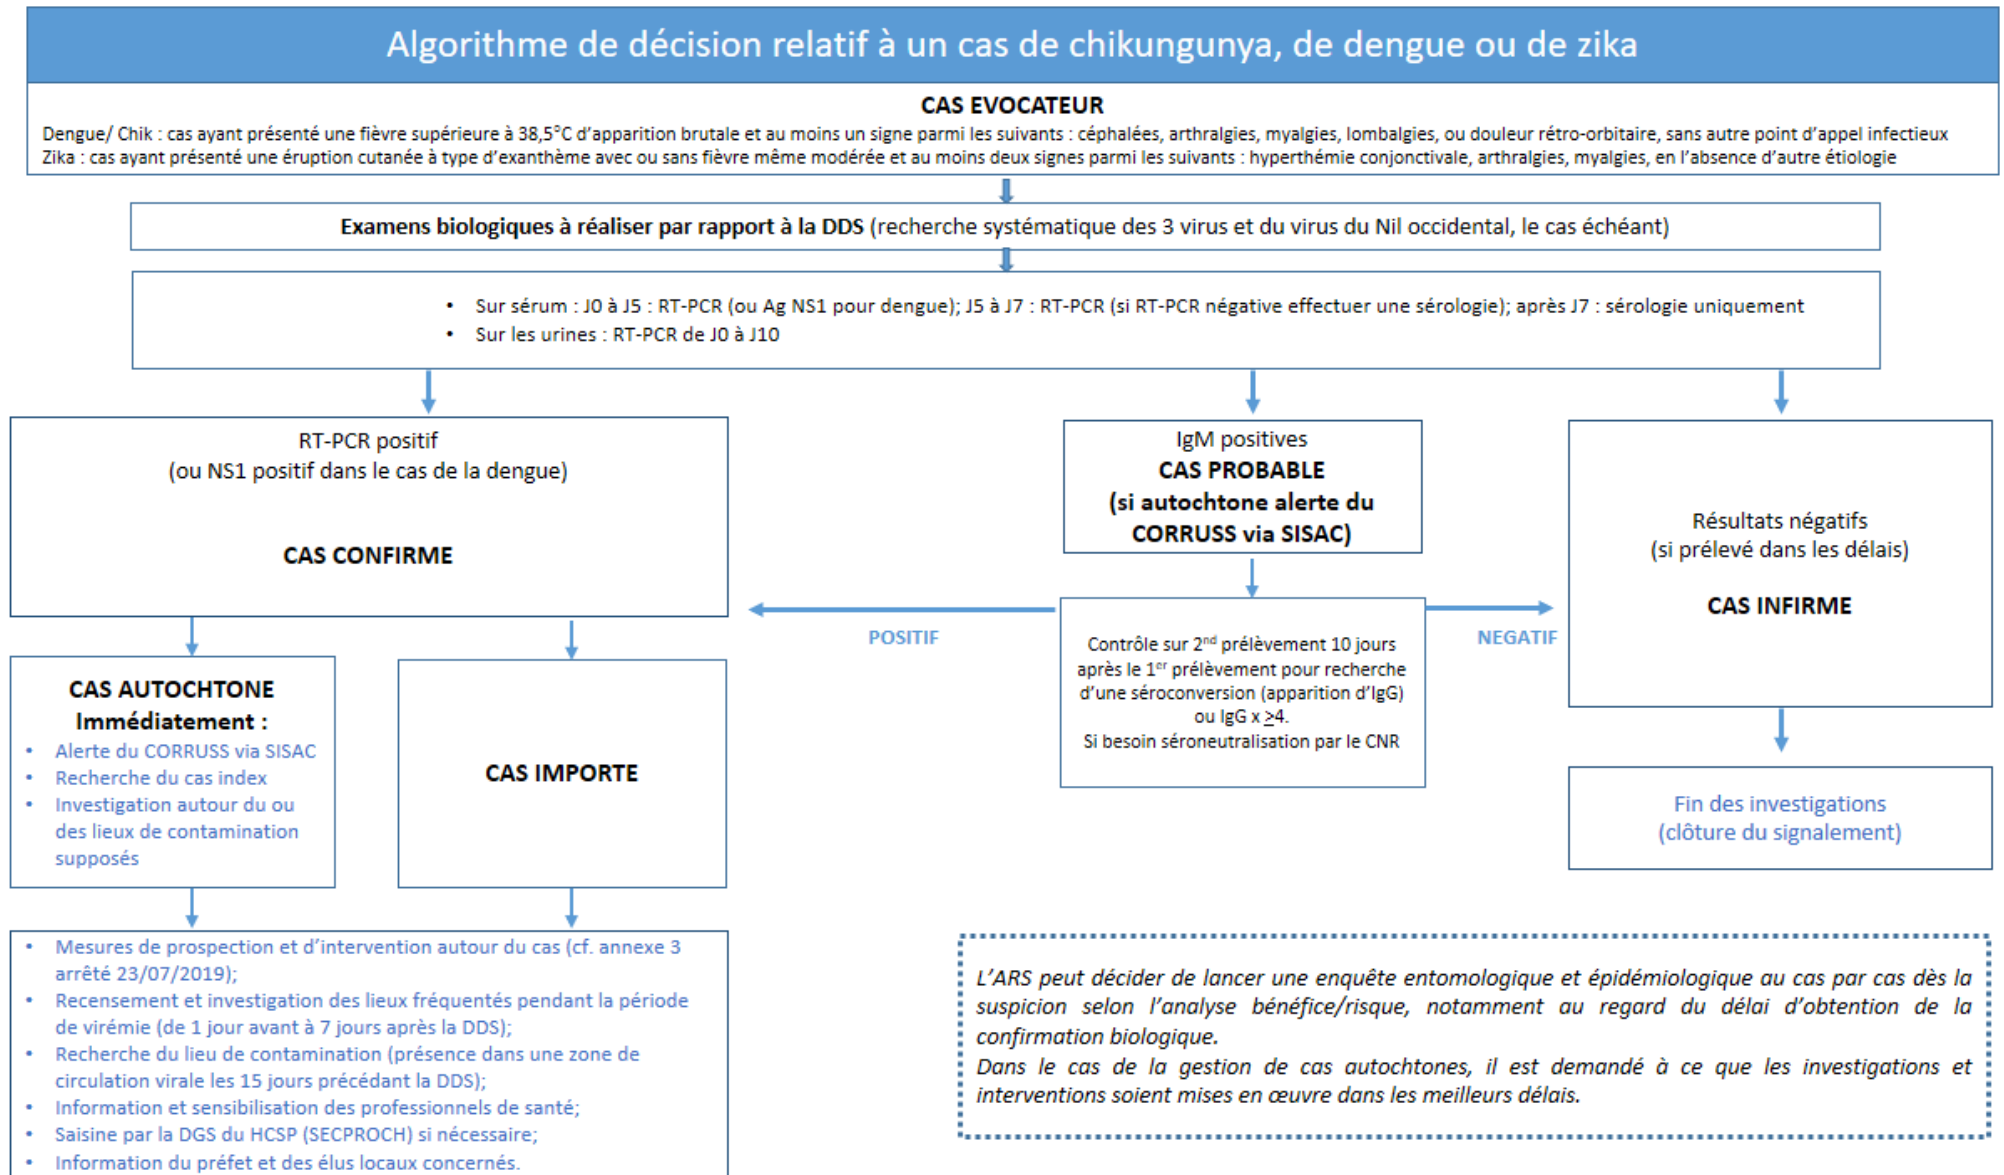 Algorithme de décision relatif à un cas de chikungunya, de dengue ou de zika
CAS EVOCATEUR
Dengue/ Chik : cas ayant présenté une fièvre supérieure à 38,5°C d'apparition brutale et au moins un signe parmi les suivants : céphalées, arthralgies, myalgies, lombalgies, ou douleur rétro-orbitaire, sans autre point d'appel infectieux
Zika : cas ayant présenté une éruption cutanée à type d'exanthème avec ou sans fièvre même modérée et au moins deux signes parmi les suivants : hyperthémie conjonctivale, arthralgies, myalgies, en l'absence d'autre étiologie
Examens biologiques à réaliser par rapport à la DDS (recherche systématique des 3 virus et du virus du Nil occidental, le cas échéant)
• Sur sérum : J0 à J5 : RT-PCR (ou Ag NS1 pour dengue); J5 à J7 : RT-PCR (si RT-PCR négative effectuer une sérologie); après J7 : sérologie uniquement
• Sur les urines : RT-PCR de J0 à J10
RT-PCR positif
(ou NS1 positif dans le cas de la dengue)
CAS CONFIRME
IgM positives
CAS PROBABLE
(si autochtone alerte du
CORRUSS via SISAC)
Résultats négatifs
(si prélevé dans les délais)
CAS INFIRME
POSITIF
Contrôle sur 2nd prélèvement 10 jours
après le 1er prélèvement pour recherche
d'une séroconversion (apparition d'IgG)
ou IgG x ≥4.
Si besoin séroneutralisation par le CNR
NEGATIF
CAS AUTOCHTONE
Immédiatement :
• Alerte du CORRUSS via SISAC
• Recherche du cas index
• Investigation autour du ou
des lieux de contamination
supposés
CAS IMPORTE
Fin des investigations
(clôture du signalement)
• Mesures de prospection et d'intervention autour du cas (cf. annexe 3
arrêté 23/07/2019);
• Recensement et investigation des lieux fréquentés pendant la période
de virémie (de 1 jour avant à 7 jours après la DDS);
• Recherche du lieu de contamination (présence dans une zone de
circulation virale les 15 jours précédant la DDS);
• Information et sensibilisation des professionnels de santé;
• Saisine par la DGS du HCSP (SECPROCH) si nécessaire;
• Information du préfet et des élus locaux concernés.
L'ARS peut décider de lancer une enquête entomologique et épidémiologique au cas par cas dès la
suspicion selon l'analyse bénéfice/risque, notamment au regard du délai d'obtention de la
confirmation biologique.
Dans le cas de la gestion de cas autochtones, il est demandé à ce que les investigations et
interventions soient mises en œuvre dans les meilleurs délais.